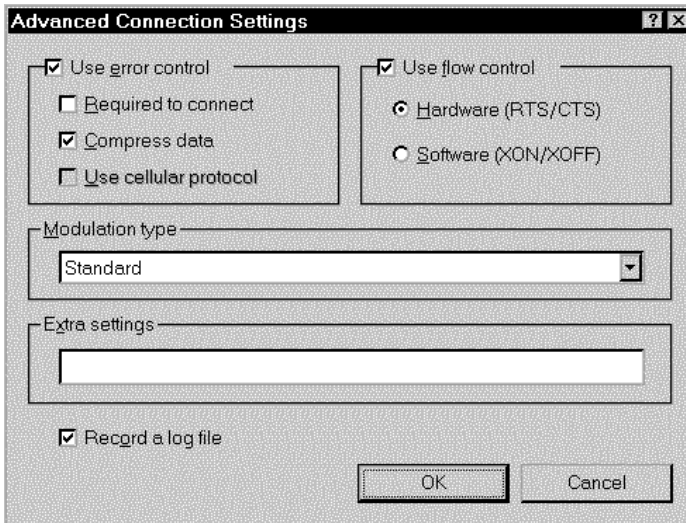 Advanced Connection Settings
Use error control
Required to connect
Compress data
Use cellular protocol
Use flow control
Hardware (RTS/CTS)
Software (XON/XOFF)
Modulation type
Standard
Extra settings
Record a log file
OK
Cancel